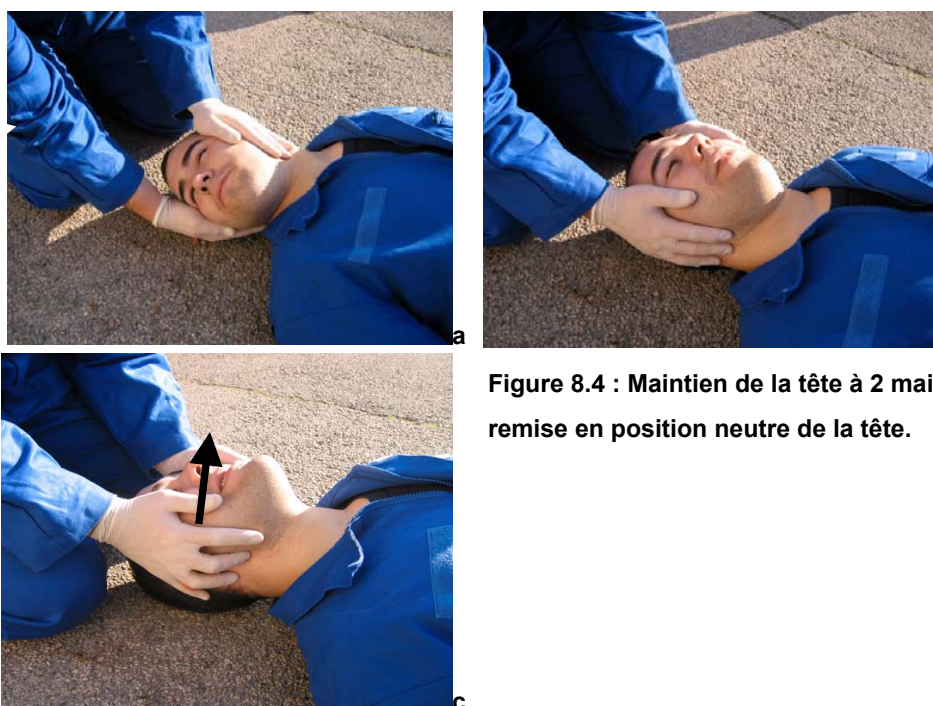 a
Figure 8.4 : Maintien de la tête à 2 mai
remise en position neutre de la tête.
c